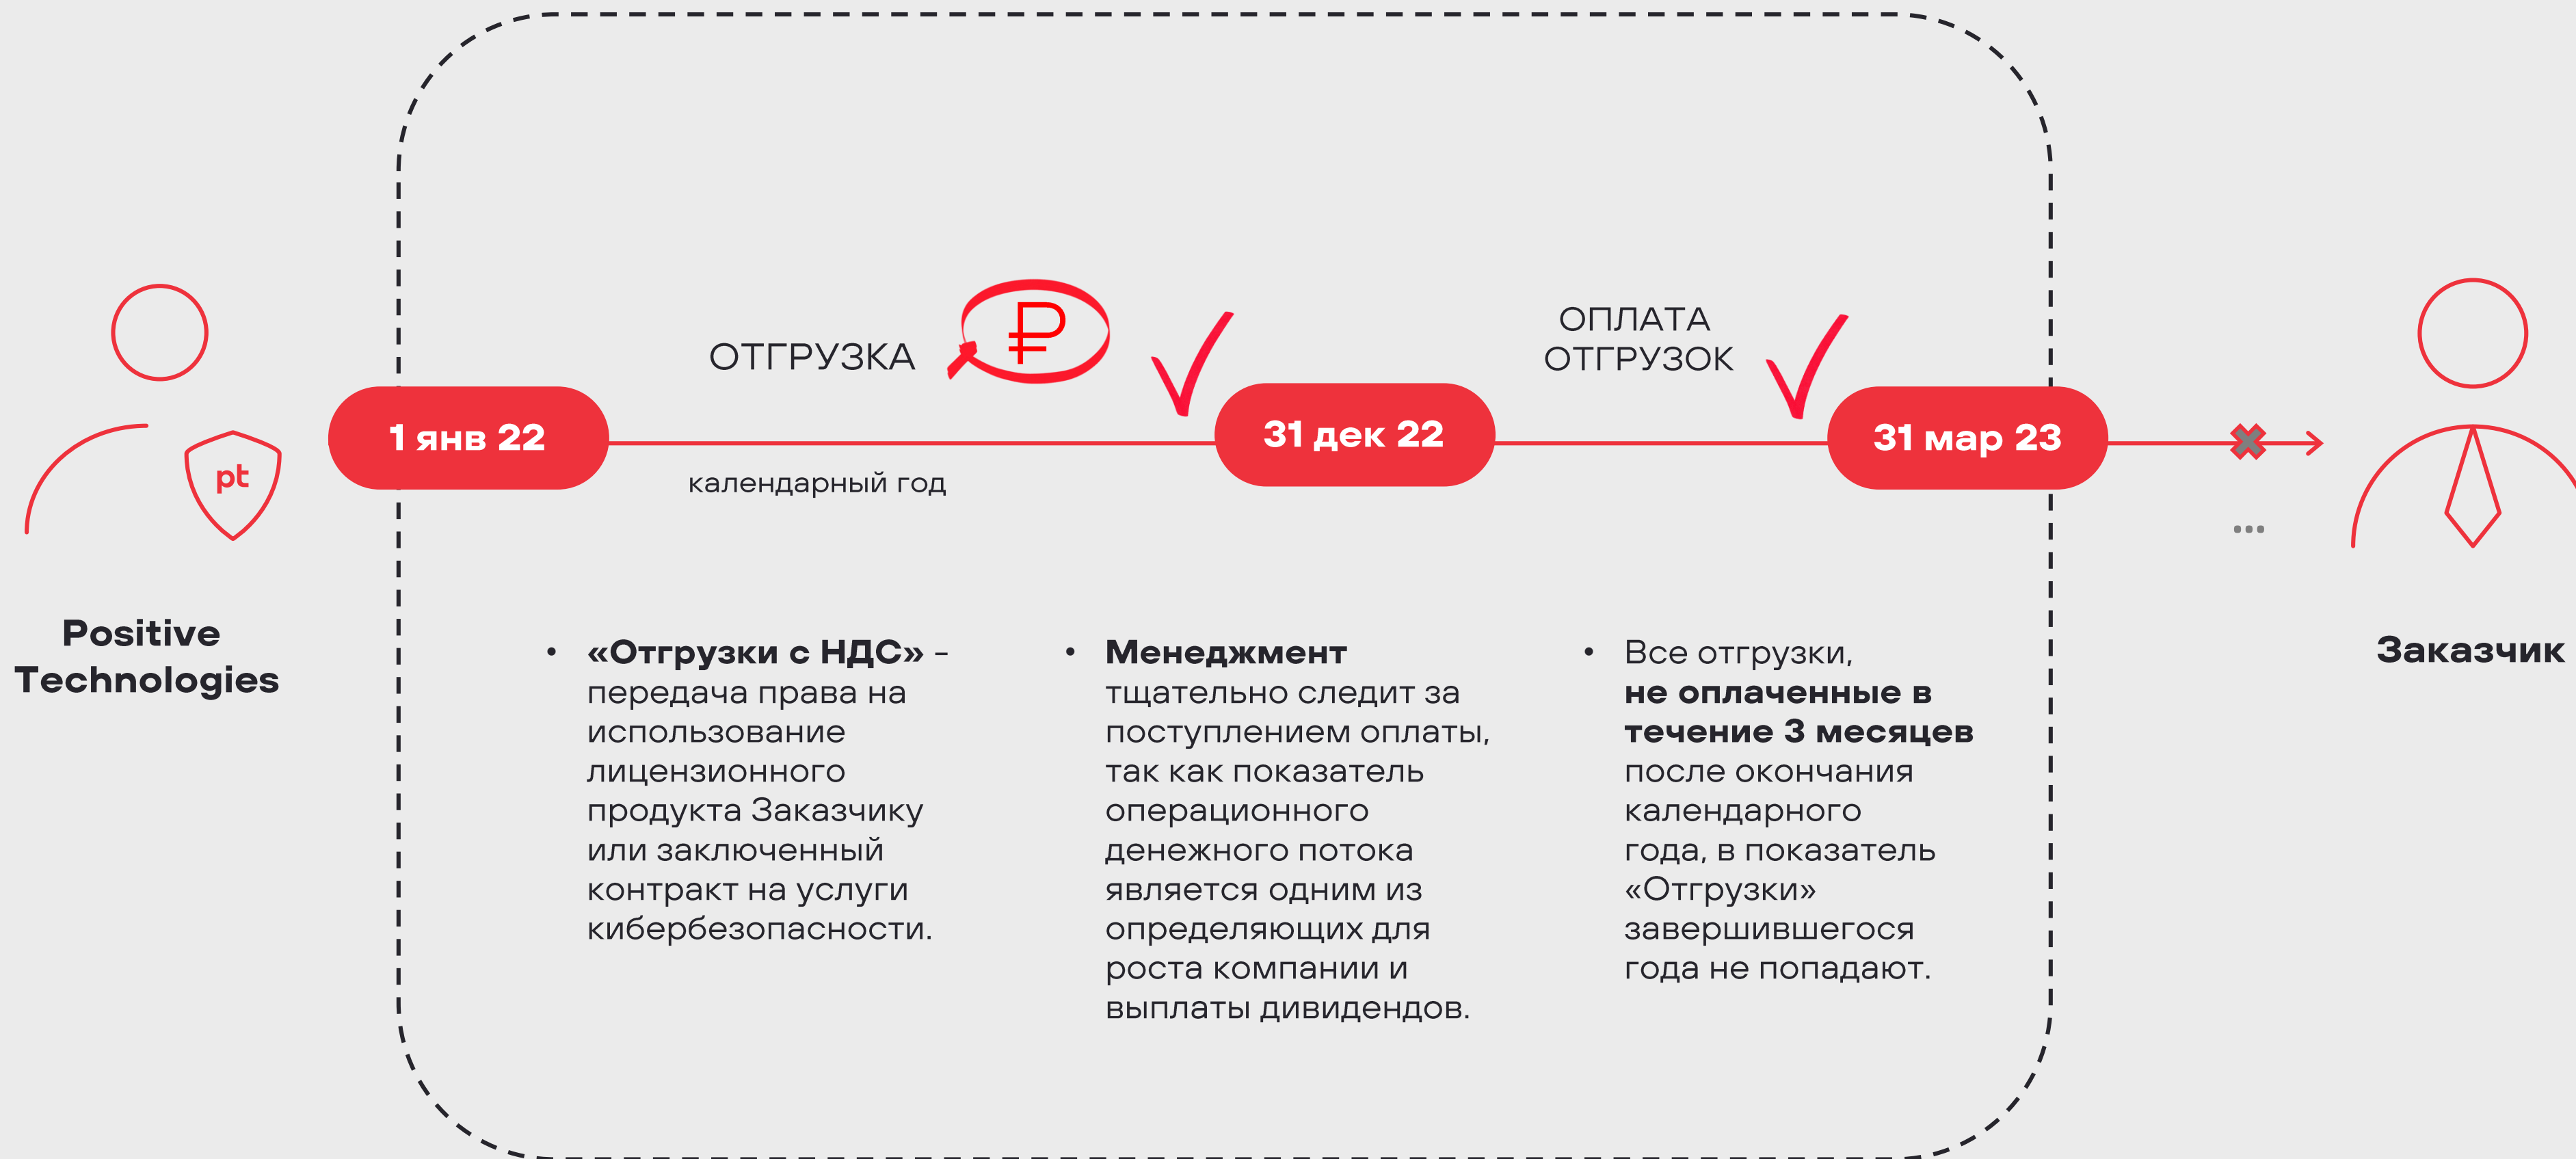 ОТГРУЗКА
₽
ОПЛАТА
ОТГРУЗОК
1 янв 22
31 дек 22
31 мар 23
календарный год
pt
...
Positive
Technologies
• «Отгрузки с НДС» -
передача права на
использование
лицензионного
продукта Заказчику
или заключенный
контракт на услуги
кибербезопасности.
• Менеджмент
тщательно следит за
поступлением оплаты,
так как показатель
операционного
денежного потока
является одним из
определяющих для
роста компании и
выплаты дивидендов.
• Все отгрузки,
не оплаченные в
течение 3 месяцев
после окончания
календарного
года, в показатель
«Отгрузки»
завершившегося
года не попадают.
Заказчик